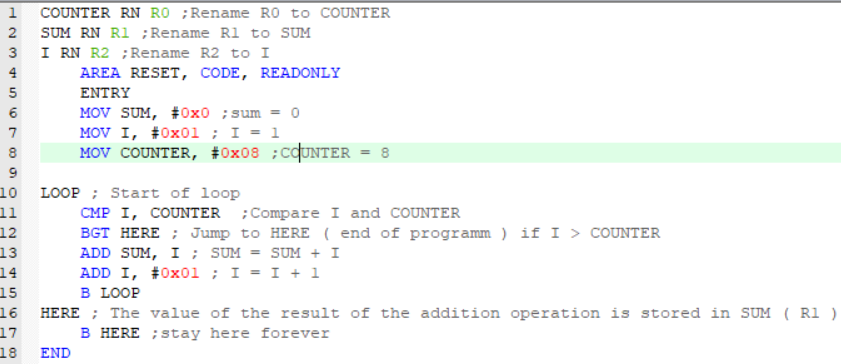 1 COUNTER RN R0 ;Rename R0 to COUNTER
2 SUM RN R1 ;Rename R1 to SUM
3 I RN R2 ;Rename R2 to I
4 AREA RESET, CODE, READONLY
5 ENTRY
6 MOV SUM, #0x0 ;sum = 0
7 MOV I, #0x01 ; I = 1
8 MOV COUNTER, #0x08 ;COUNTER = 8
9
10 LOOP ; Start of loop
11 CMP I, COUNTER ;Compare I and COUNTER
12 BGT HERE ; Jump to HERE ( end of programm ) if I > COUNTER
13 ADD SUM, I ; SUM = SUM + I
14 ADD I, #0x01 ; I = I + 1
15 B LOOP
16 HERE ; The value of the result of the addition operation is stored in SUM ( R1 )
17 B HERE ;stay here forever
18 END